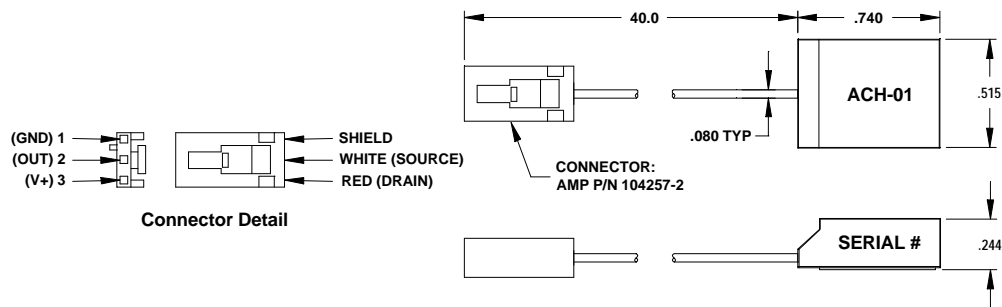 40.0
.740
ACH-01
.515
.080 TYP
(GND) 1
(OUT) 2
(V+) 3
SHIELD
WHITE (SOURCE)
RED (DRAIN)
CONNECTOR:
AMP P/N 104257-2
Connector Detail
SERIAL #
.244